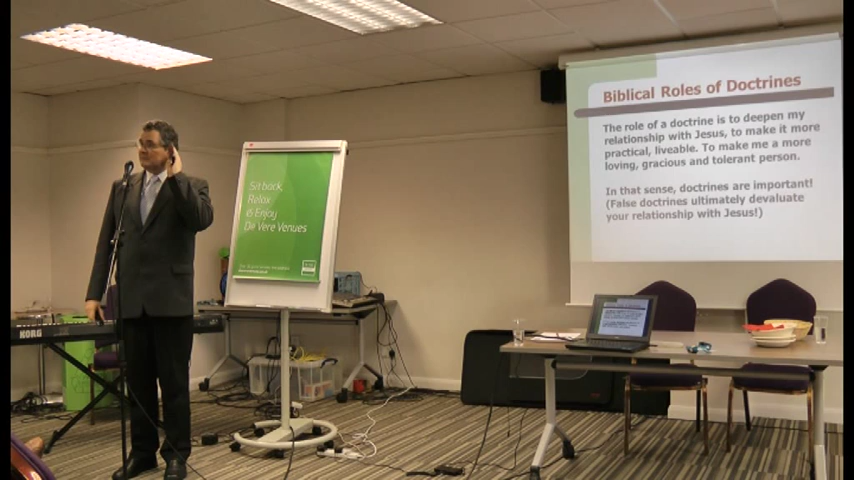 Biblical Roles of Doctrines
The role of a doctrine is to deepen my
relationship with Jesus, to make it more
practical, liveable. To make me a more
loving, gracious and tolerant person.
In that sense, doctrines are important!
(False doctrines ultimately devaluate
your relationship with Jesus!)
Sit back,
Relax
& Enjoy
De Vere Venues
KORG